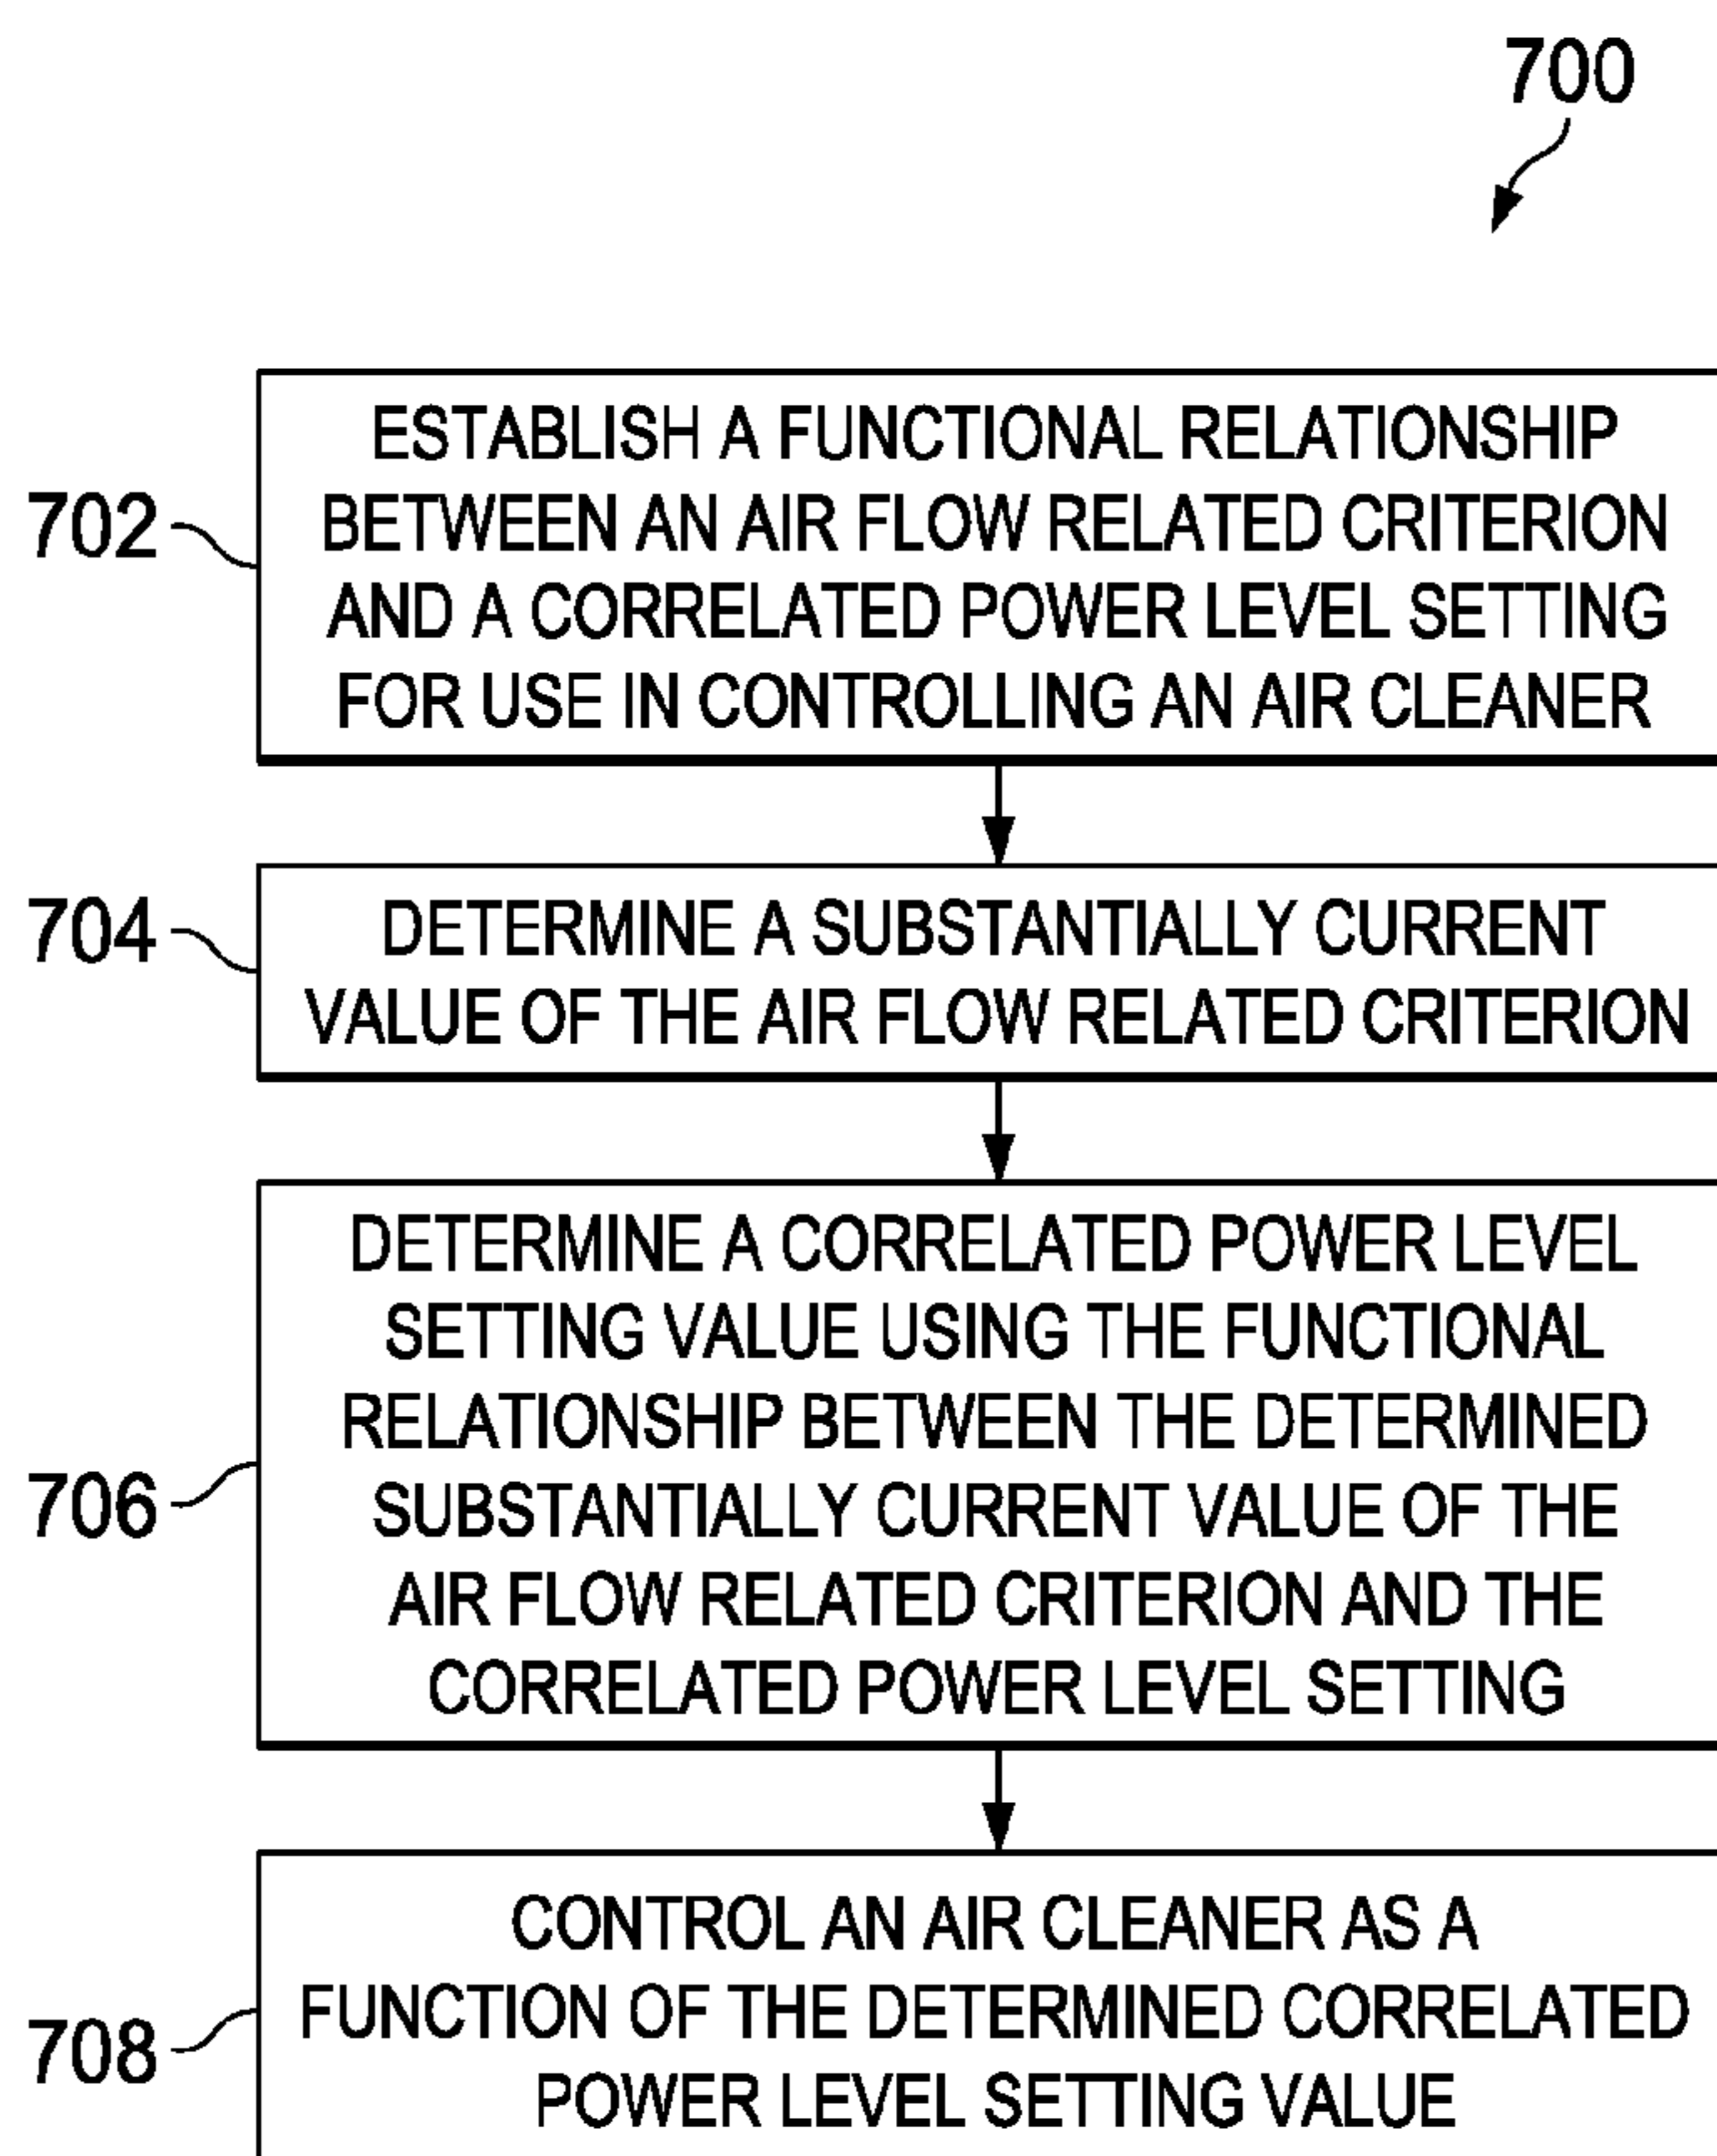 700
702
ESTABLISH A FUNCTIONAL RELATIONSHIP
BETWEEN AN AIR FLOW RELATED CRITERION
AND A CORRELATED POWER LEVEL SETTING
FOR USE IN CONTROLLING AN AIR CLEANER
704
DETERMINE A SUBSTANTIALLY CURRENT
VALUE OF THE AIR FLOW RELATED CRITERION
706
DETERMINE A CORRELATED POWER LEVEL
SETTING VALUE USING THE FUNCTIONAL
RELATIONSHIP BETWEEN THE DETERMINED
SUBSTANTIALLY CURRENT VALUE OF THE
AIR FLOW RELATED CRITERION AND THE
CORRELATED POWER LEVEL SETTING
708
CONTROL AN AIR CLEANER AS A
FUNCTION OF THE DETERMINED CORRELATED
POWER LEVEL SETTING VALUE